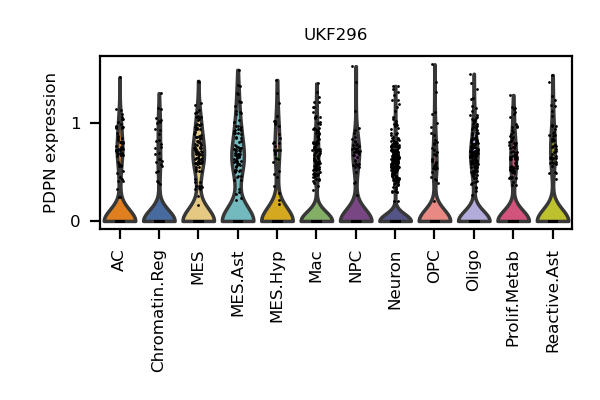 UKF296
PDPN expression
1
0
AC
Chromatin.Reg
MES
MES.Ast
MES.Hyp
Mac
NPC
Neuron
OPC
Oligo
Prolif.Metab
Reactive.Ast